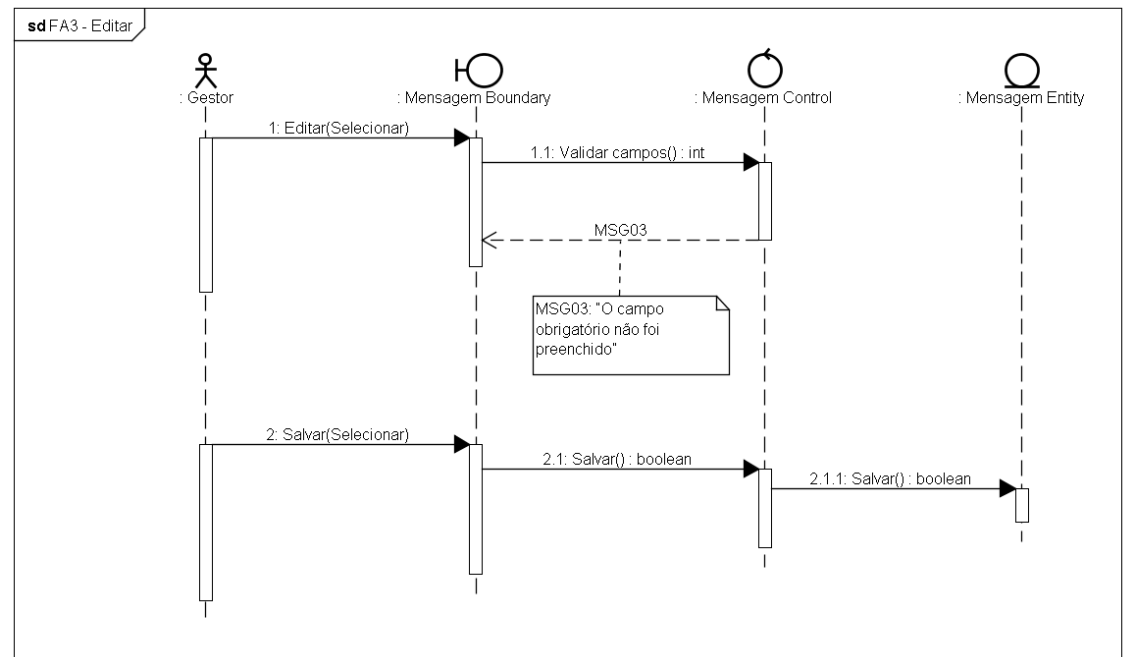 sd FA3 - Editar
: Gestor
: Mensagem Boundary
: Mensagem Control
: Mensagem Entity
1: Editar(Selecionar)
1.1: Validar campos() : int
MSG03
MSG03: "O campo
obrigatório não foi
preenchido"
2: Salvar(Selecionar)
2.1: Salvar() : boolean
2.1.1: Salvar() : boolean